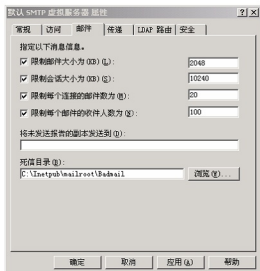 默认 SMTP 虚拟服务器 属性
常规 访问 邮件 传递 LDAP 路由 安全
指定以下消息信息。
限制邮件大小为(KB)(L): 2048
限制会话大小为(KB)(S): 10240
限制每个连接的邮件数为(M): 20
限制每个邮件的收件人数为(N): 100
将未发送报告的副本发送到(D):
死信目录(B):
C:\Inetpub\mailroot\Badmail 浏览(W)...
确定 取消 应用(A) 帮助